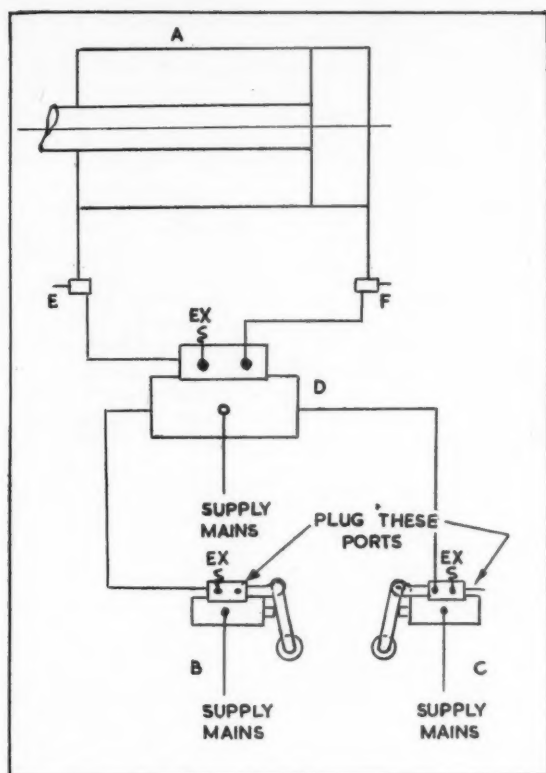 A
E
F
EX
D
SUPPLY
MAINS
PLUG THESE
PORTS
EX
EX
B
C
SUPPLY
MAINS
SUPPLY
MAINS